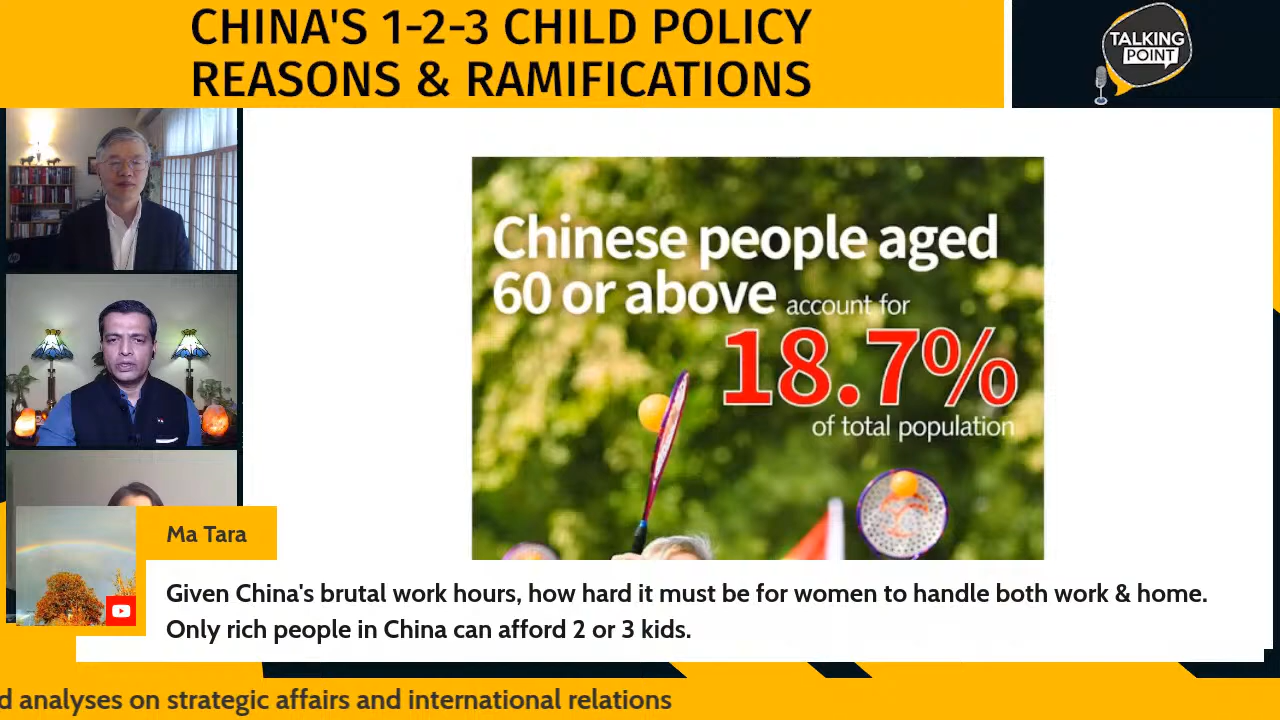 CHINA'S 1-2-3 CHILD POLICY
REASONS & RAMIFICATIONS
TALKING
POINT
Chinese people aged
60 or above account for
18.7%
of total population
Ma Tara
Given China's brutal work hours, how hard it must be for women to handle both work & home.
Only rich people in China can afford 2 or 3 kids.
d analyses on strategic affairs and international relations